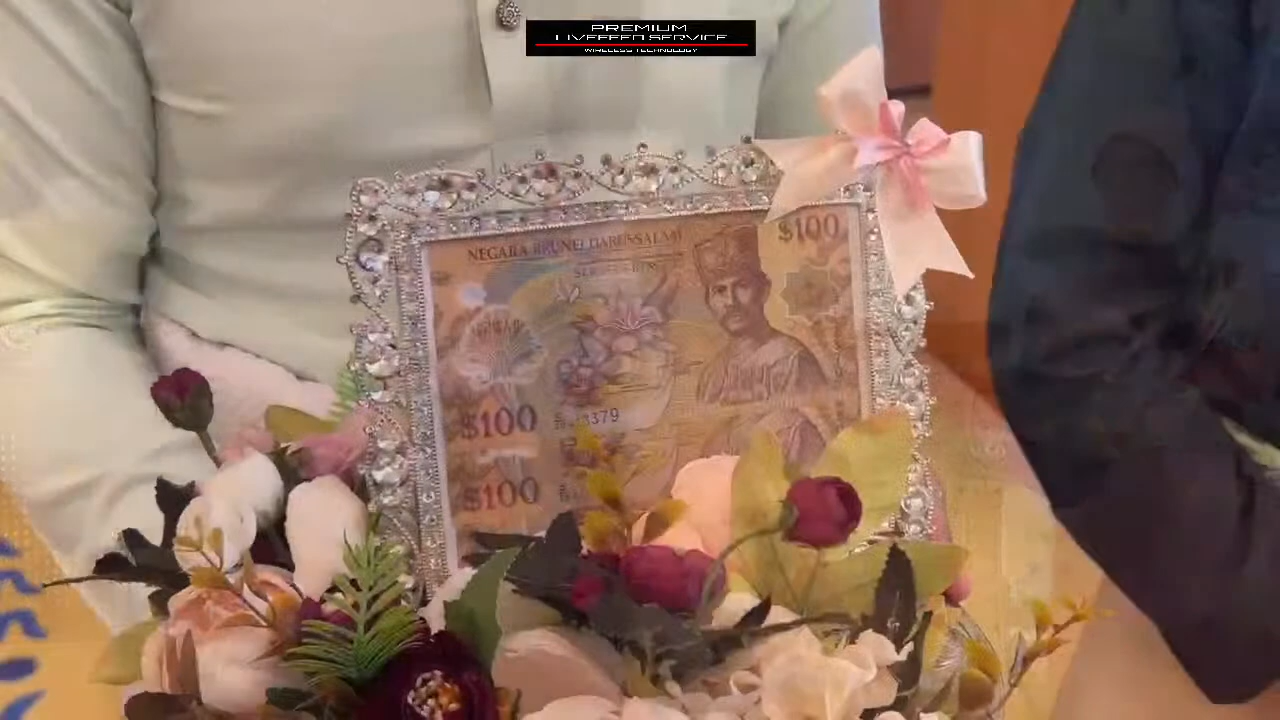 PREMIUM
LIVEFEED SERVICE
WIRELESS TECHNOLOGY
NEGARA BRUNEI DARUSSALAM
$100
$100
$100